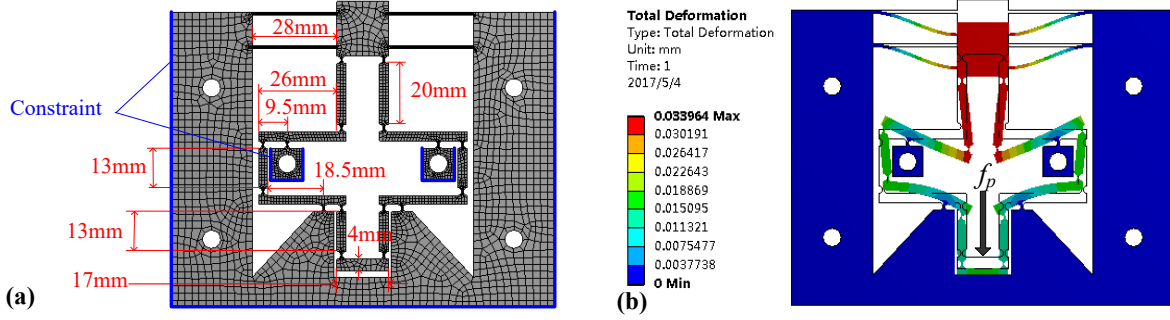 28mm
26mm
20mm
Constraint
9.5mm
13mm
18.5mm
13mm
4mm
17mm
(a)
Total Deformation
Type: Total Deformation
Unit: mm
Time: 1
2017/5/4
0.033964 Max
0.030191
0.026417
0.022643
0.018869
0.015095
0.011321
0.0075477
0.0037738
0 Min
fp
(b)